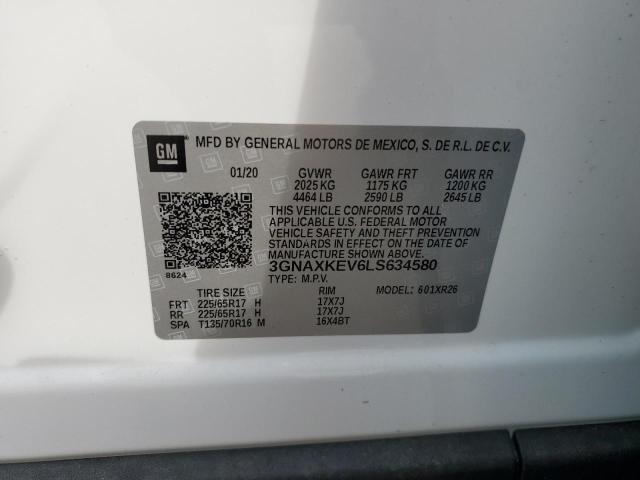 GM MFD BY GENERAL MOTORS DE MEXICO, S. DE R.L. DE C.V.
01/20 GVWR GAWR FRT GAWR RR
2025 KG 1175 KG 1200 KG
4464 LB 2590 LB 2645 LB
THIS VEHICLE CONFORMS TO ALL
APPLICABLE U.S. FEDERAL MOTOR
VEHICLE SAFETY AND THEFT PREVENTION
STANDARDS IN EFFECT ON THE DATE OF
MANUFACTURE SHOWN ABOVE.
8624 3GNAXKEV6LS634580
TYPE: M.P.V.
TIRE SIZE RIM MODEL: 601XR26
FRT 225/65R17 H 17X7J
RR 225/65R17 H 17X7J
SPA T135/70R16 M 16X4BT